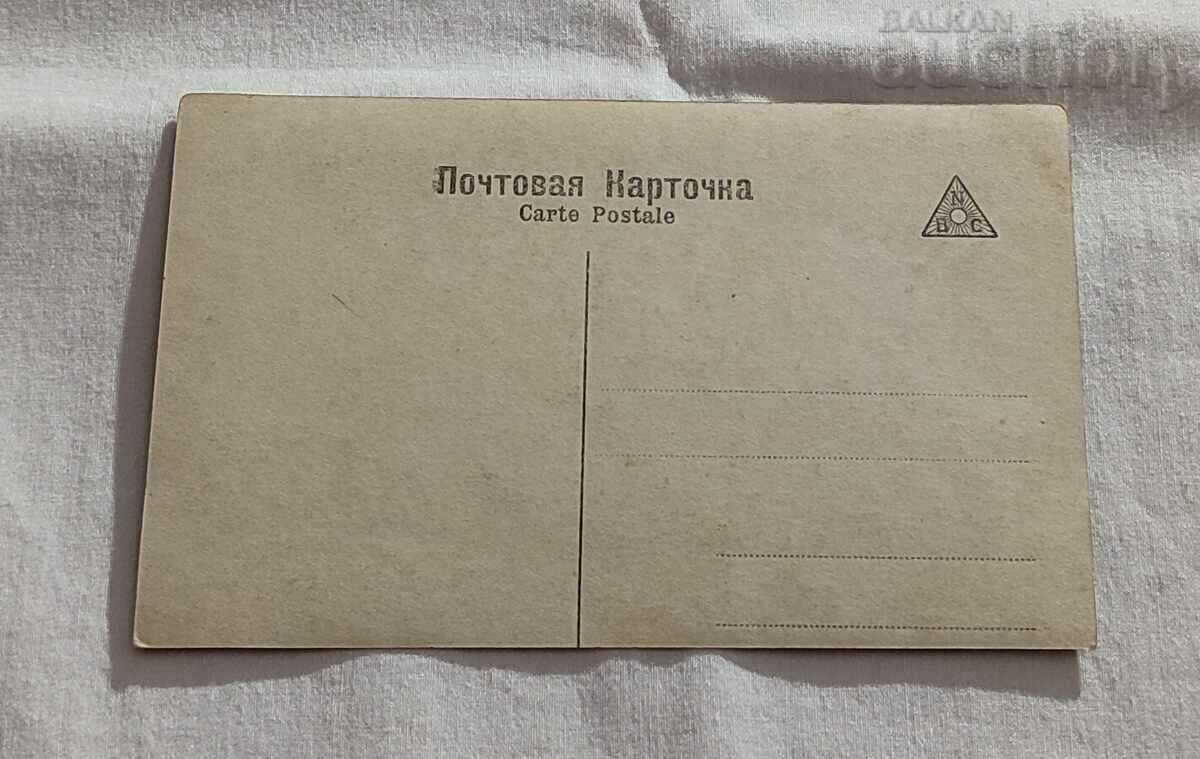 BALKAN
auction
Почтовая Карточка
Carte Postale
N